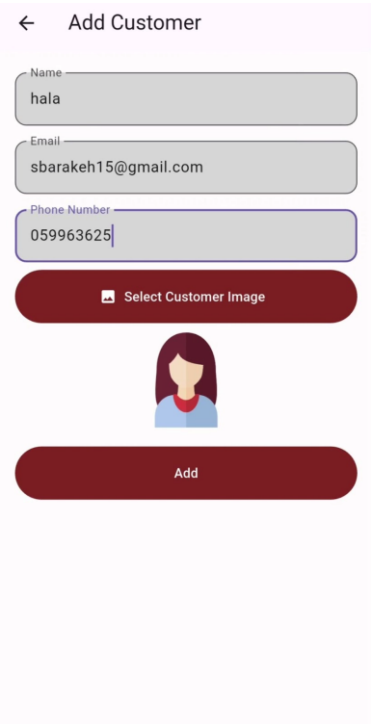 Add Customer
Name
hala
Email
sbarakeh15@gmail.com
Phone Number
059963625
Select Customer Image
Add